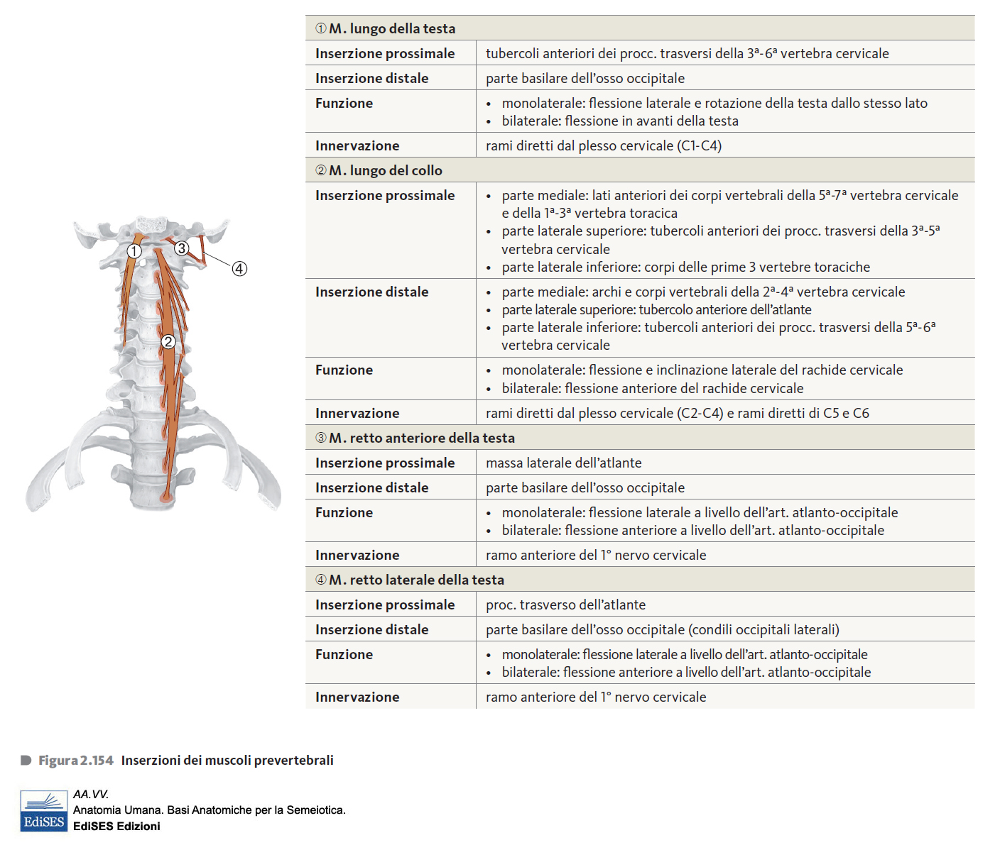 ① M. lungo della testa
Inserzione prossimale tubercoli anteriori dei procc. trasversi della 3ª-6ª vertebra cervicale
Inserzione distale parte basilare dell'osso occipitale
Funzione • monolaterale: flessione laterale e rotazione della testa dallo stesso lato
• bilaterale: flessione in avanti della testa
Innervazione rami diretti dal plesso cervicale (C1-C4)
② M. lungo del collo
Inserzione prossimale • parte mediale: lati anteriori dei corpi vertebrali della 5ª-7ª vertebra cervicale
e della 1ª-3ª vertebra toracica
• parte laterale superiore: tubercoli anteriori dei procc. trasversi della 3ª-5ª
vertebra cervicale
• parte laterale inferiore: corpi delle prime 3 vertebre toraciche
Inserzione distale • parte mediale: archi e corpi vertebrali della 2ª-4ª vertebra cervicale
• parte laterale superiore: tubercolo anteriore dell'atlante
• parte laterale inferiore: tubercoli anteriori dei procc. trasversi della 5ª-6ª
vertebra cervicale
Funzione • monolaterale: flessione e inclinazione laterale del rachide cervicale
• bilaterale: flessione anteriore del rachide cervicale
Innervazione rami diretti dal plesso cervicale (C2-C4) e rami diretti di C5 e C6
③ M. retto anteriore della testa
Inserzione prossimale massa laterale dell'atlante
Inserzione distale parte basilare dell'osso occipitale
Funzione • monolaterale: flessione laterale a livello dell'art. atlanto-occipitale
• bilaterale: flessione anteriore a livello dell'art. atlanto-occipitale
Innervazione ramo anteriore del 1° nervo cervicale
④ M. retto laterale della testa
Inserzione prossimale proc. trasverso dell'atlante
Inserzione distale parte basilare dell'osso occipitale (condili occipitali laterali)
Funzione • monolaterale: flessione laterale a livello dell'art. atlanto-occipitale
• bilaterale: flessione anteriore a livello dell'art. atlanto-occipitale
Innervazione ramo anteriore del 1° nervo cervicale
①
③
④
②
Figura 2.154 Inserzioni dei muscoli prevertebrali
AA.VV.
Anatomia Umana. Basi Anatomiche per la Semeiotica.
EdiSES Edizioni
EdiSES